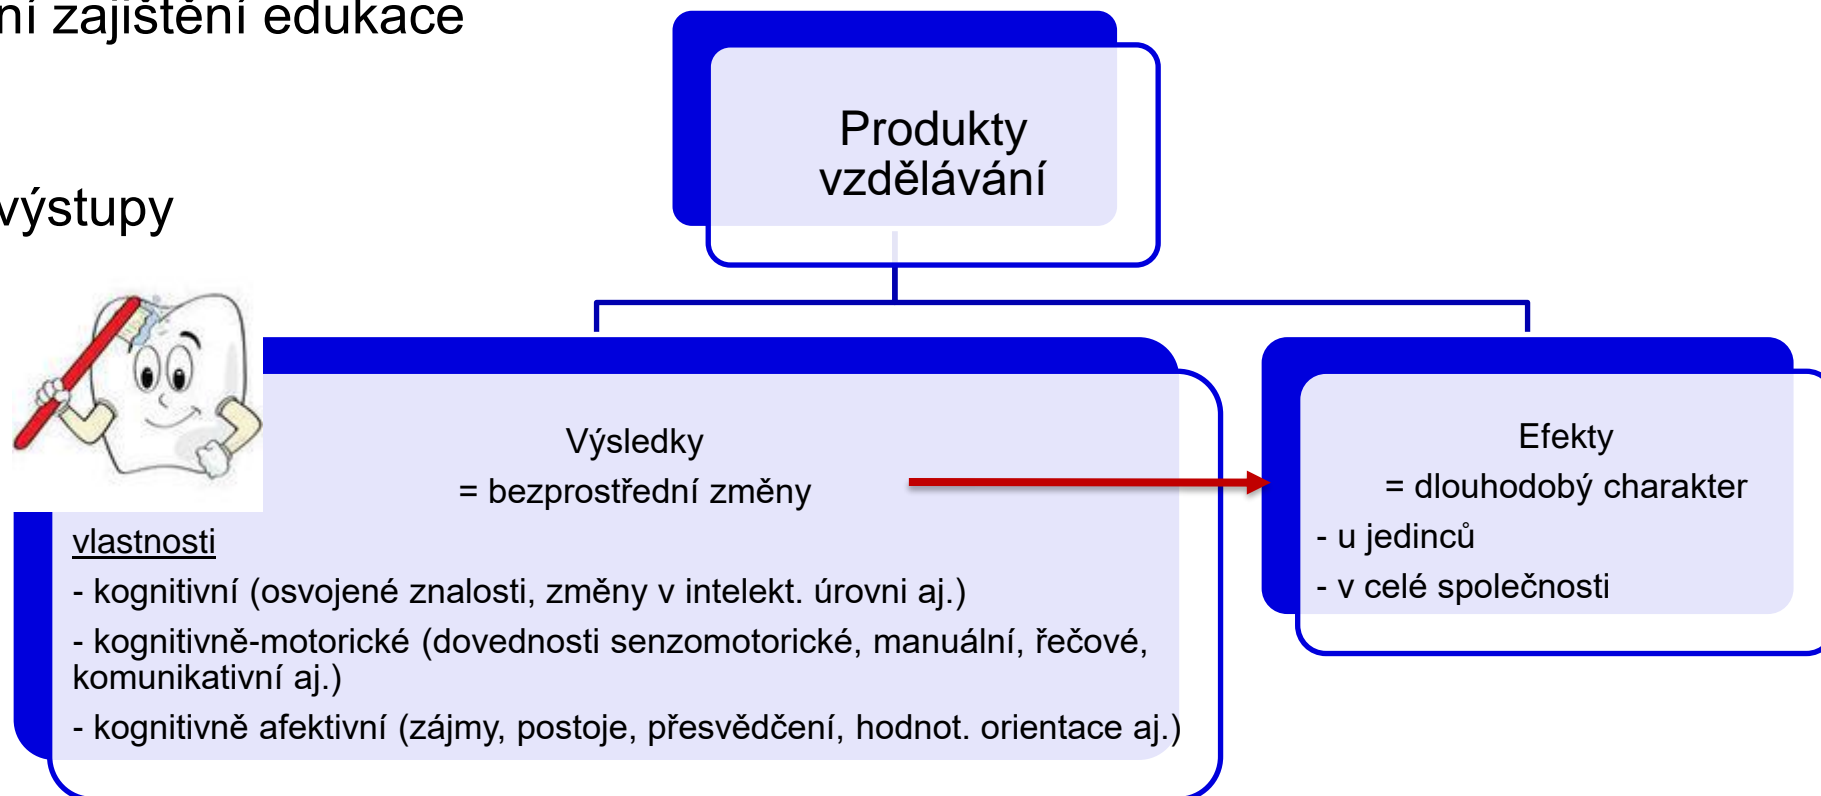 ní zajištění edukace
výstupy
Produkty
vzdělávání
Výsledky
= bezprostřední změny
vlastnosti
- kognitivní (osvojené znalosti, změny v intelekt. úrovni aj.)
- kognitivně-motorické (dovednosti senzomotorické, manuální, řečové,
komunikativní aj.)
- kognitivně afektivní (zájmy, postoje, přesvědčení, hodnot. orientace aj.)
Efekty
= dlouhodobý charakter
- u jedinců
- v celé společnosti